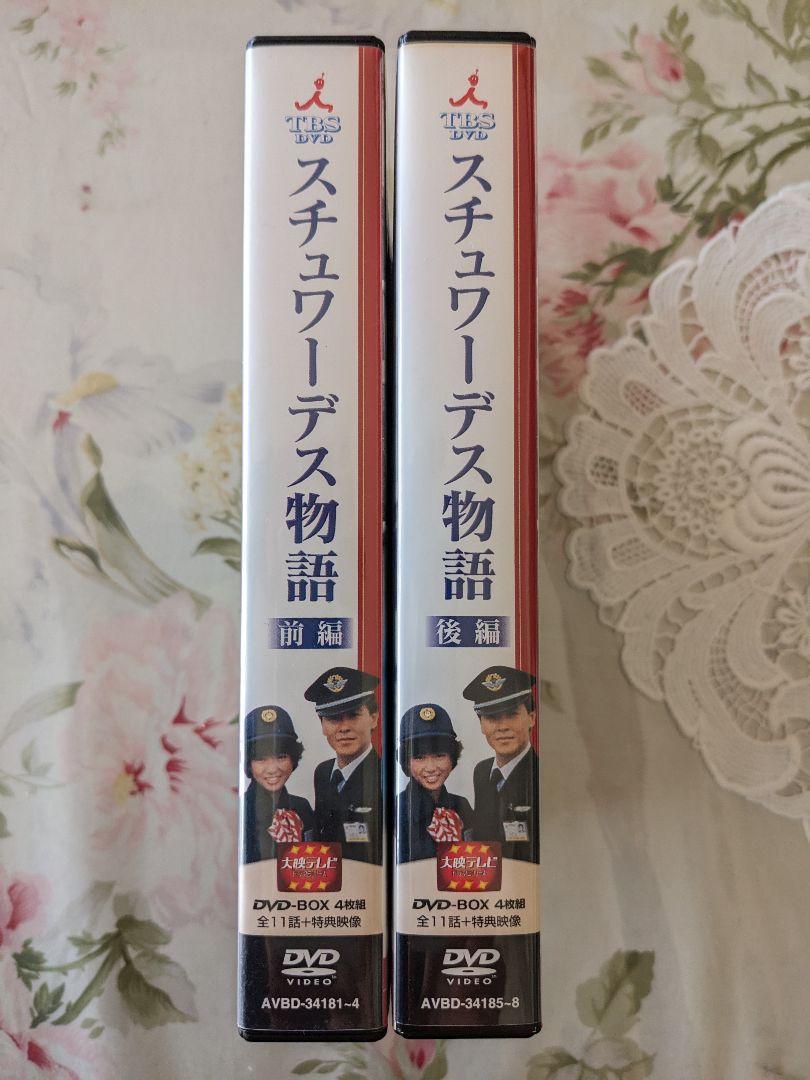 TBS
DVD
スチュワーデス物語
前編
大映テレビ
DVD-BOX 4枚組
全11話+特典映像
DVD
VIDEO
AVBD-34181~4
TBS
DVD
スチュワーデス物語
後編
大映テレビ
DVD-BOX 4枚組
全11話+特典映像
DVD
VIDEO
AVBD-34185~8